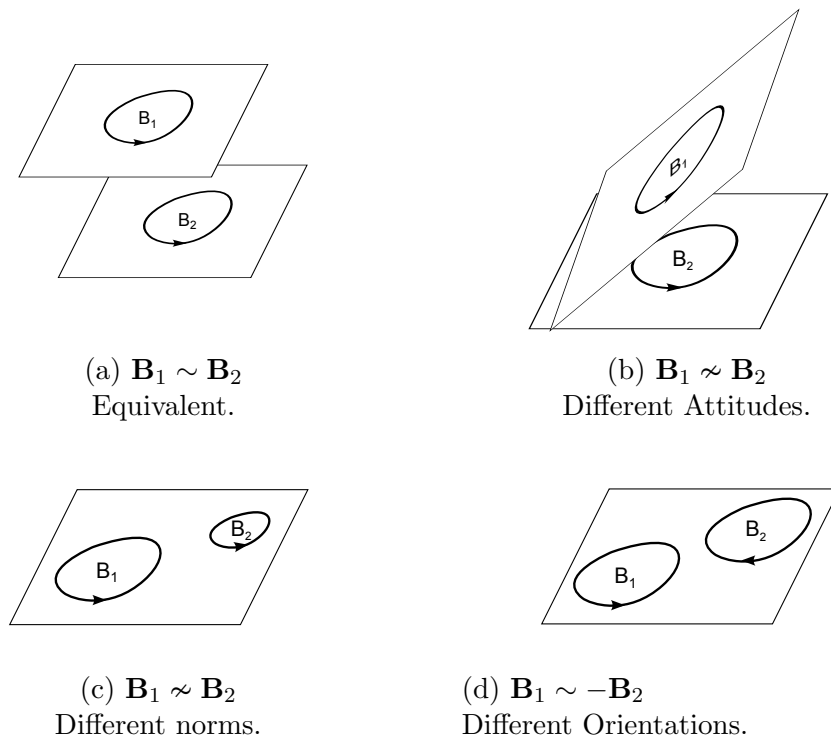 B₁
B₂
B₁
B₂
(a) B₁ ∼ B₂
Equivalent.
(b) B₁ ≁ B₂
Different Attitudes.
B₁
B₂
B₁
B₂
(c) B₁ ≁ B₂
Different norms.
(d) B₁ ∼ −B₂
Different Orientations.